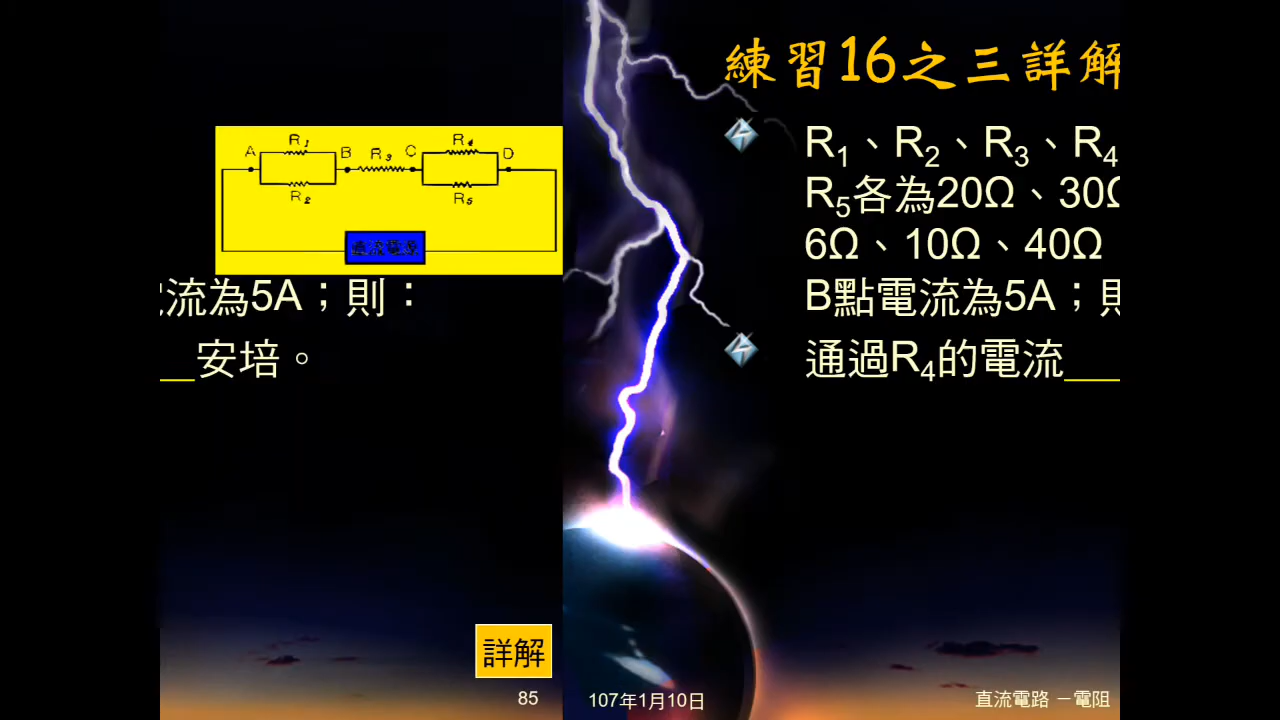 R1
A
B
R3
C
R4
D
R2
R5
直流電源
流為5A；則：
安培。
詳解
85
練習16之三詳解
R1、R2、R3、R4
R5各為20Ω、30Ω
6Ω、10Ω、40Ω
B點電流為5A；則
通過R4的電流
107年1月10日
直流電路 －電阻